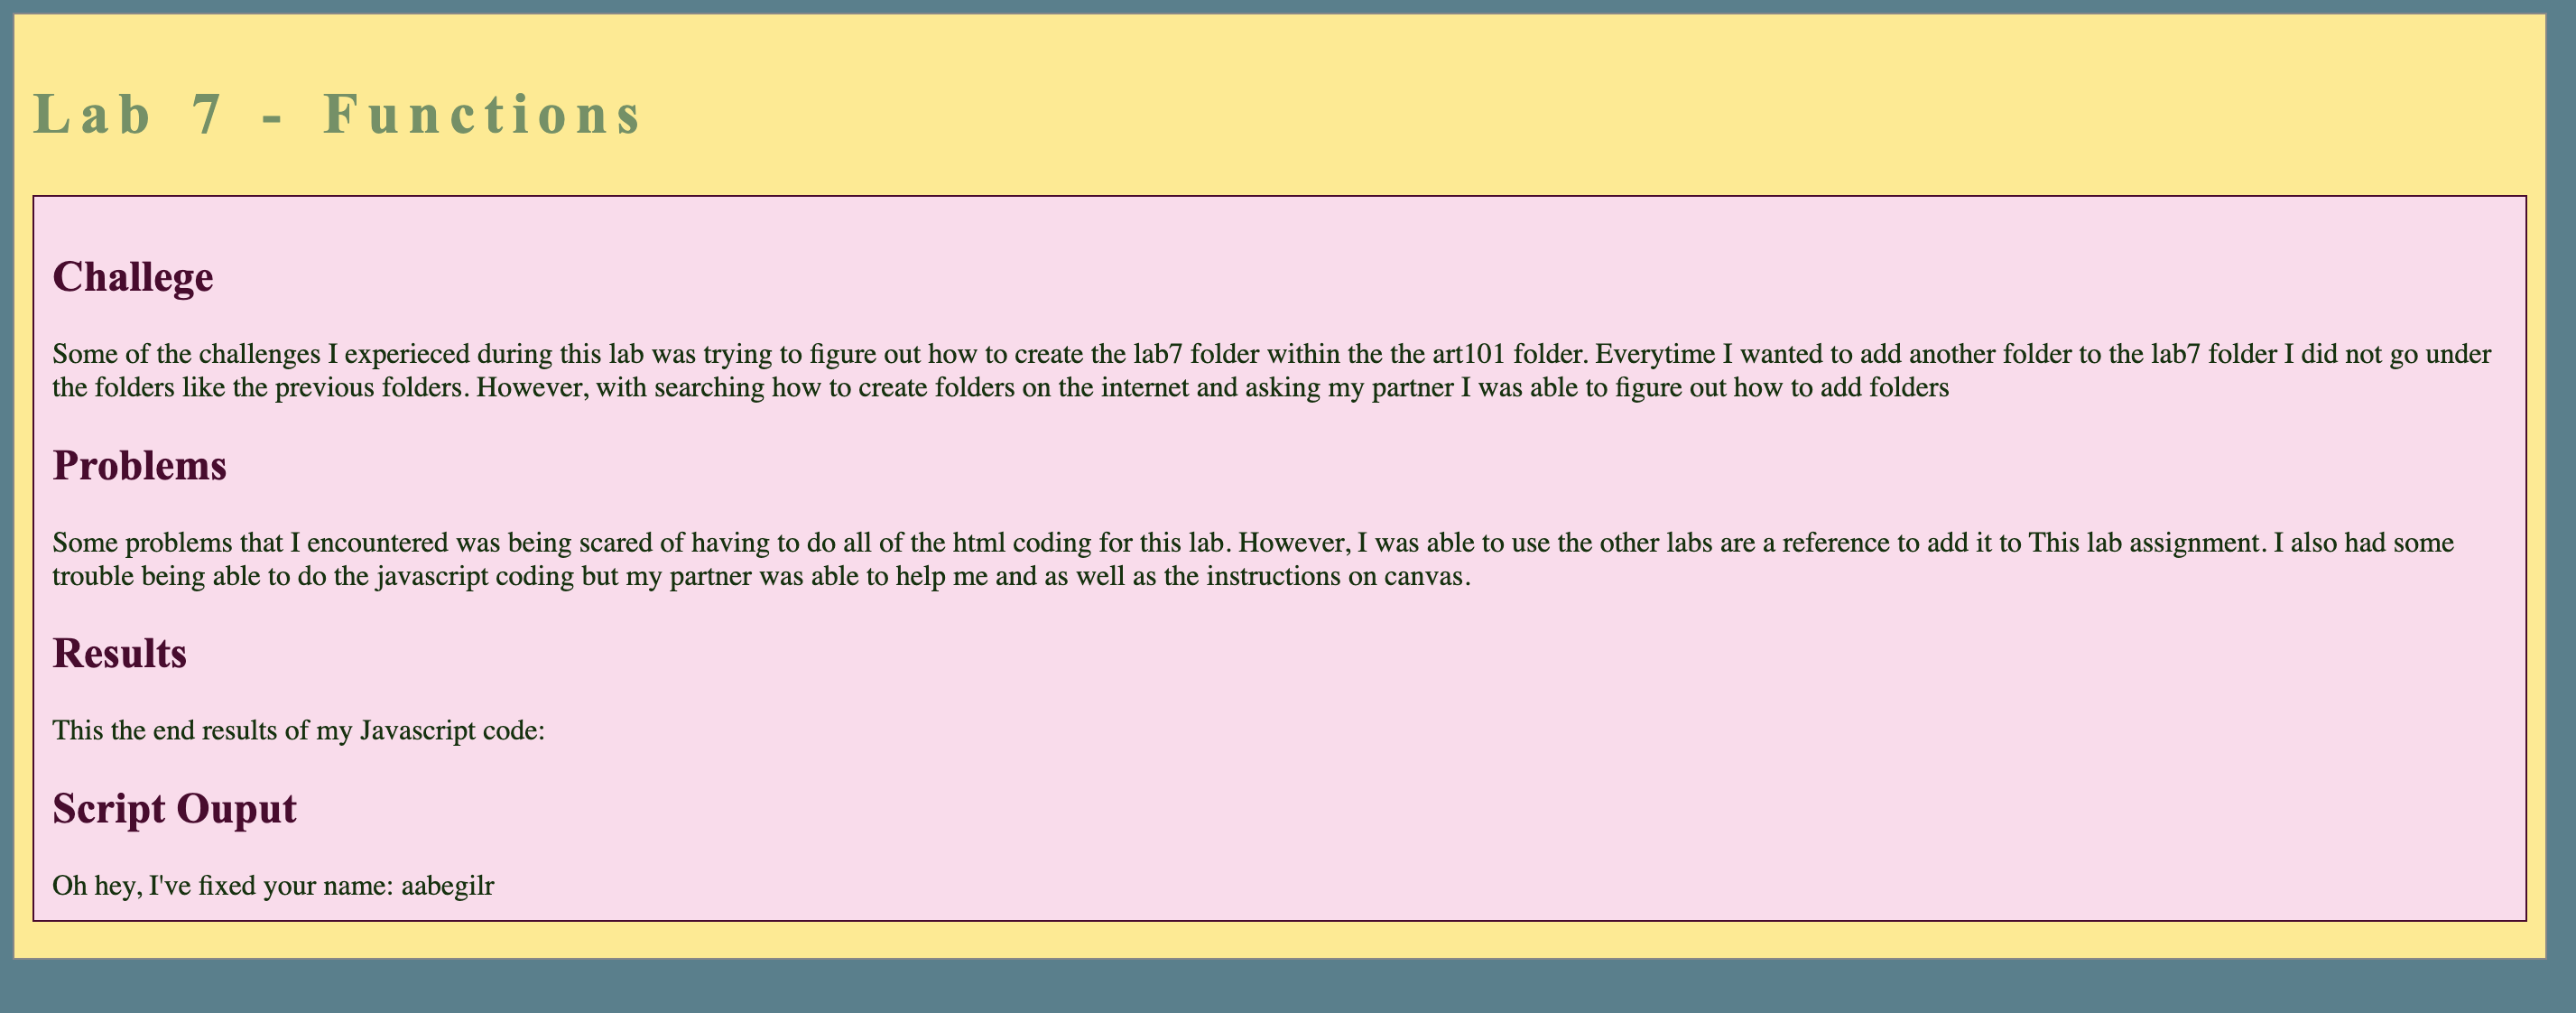 Lab 7 - Functions
Challege
Some of the challenges I experieced during this lab was trying to figure out how to create the lab7 folder within the the art101 folder. Everytime I wanted to add another folder to the lab7 folder I did not go under
the folders like the previous folders. However, with searching how to create folders on the internet and asking my partner I was able to figure out how to add folders
Problems
Some problems that I encountered was being scared of having to do all of the html coding for this lab. However, I was able to use the other labs are a reference to add it to This lab assignment. I also had some
trouble being able to do the javascript coding but my partner was able to help me and as well as the instructions on canvas.
Results
This the end results of my Javascript code:
Script Ouput
Oh hey, I've fixed your name: aabegilr